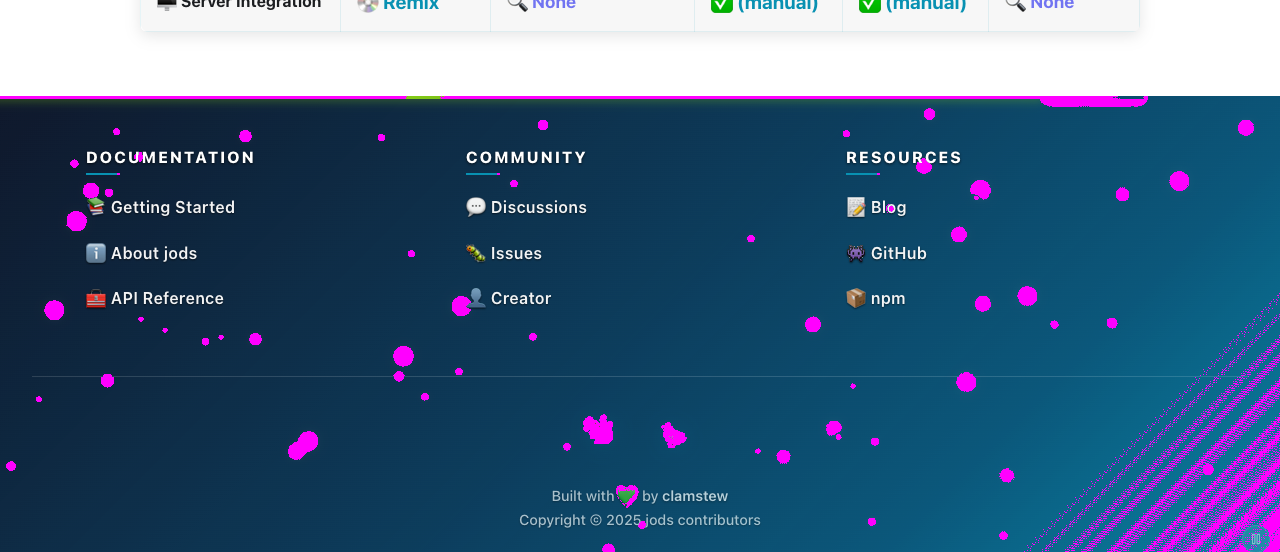 Server Integration Remix None (manual) (manual) None
DOCUMENTATION
Getting Started
About jods
API Reference
COMMUNITY
Discussions
Issues
Creator
RESOURCES
Blog
GitHub
npm
Built with 💚 by clamstew
Copyright © 2025 jods contributors